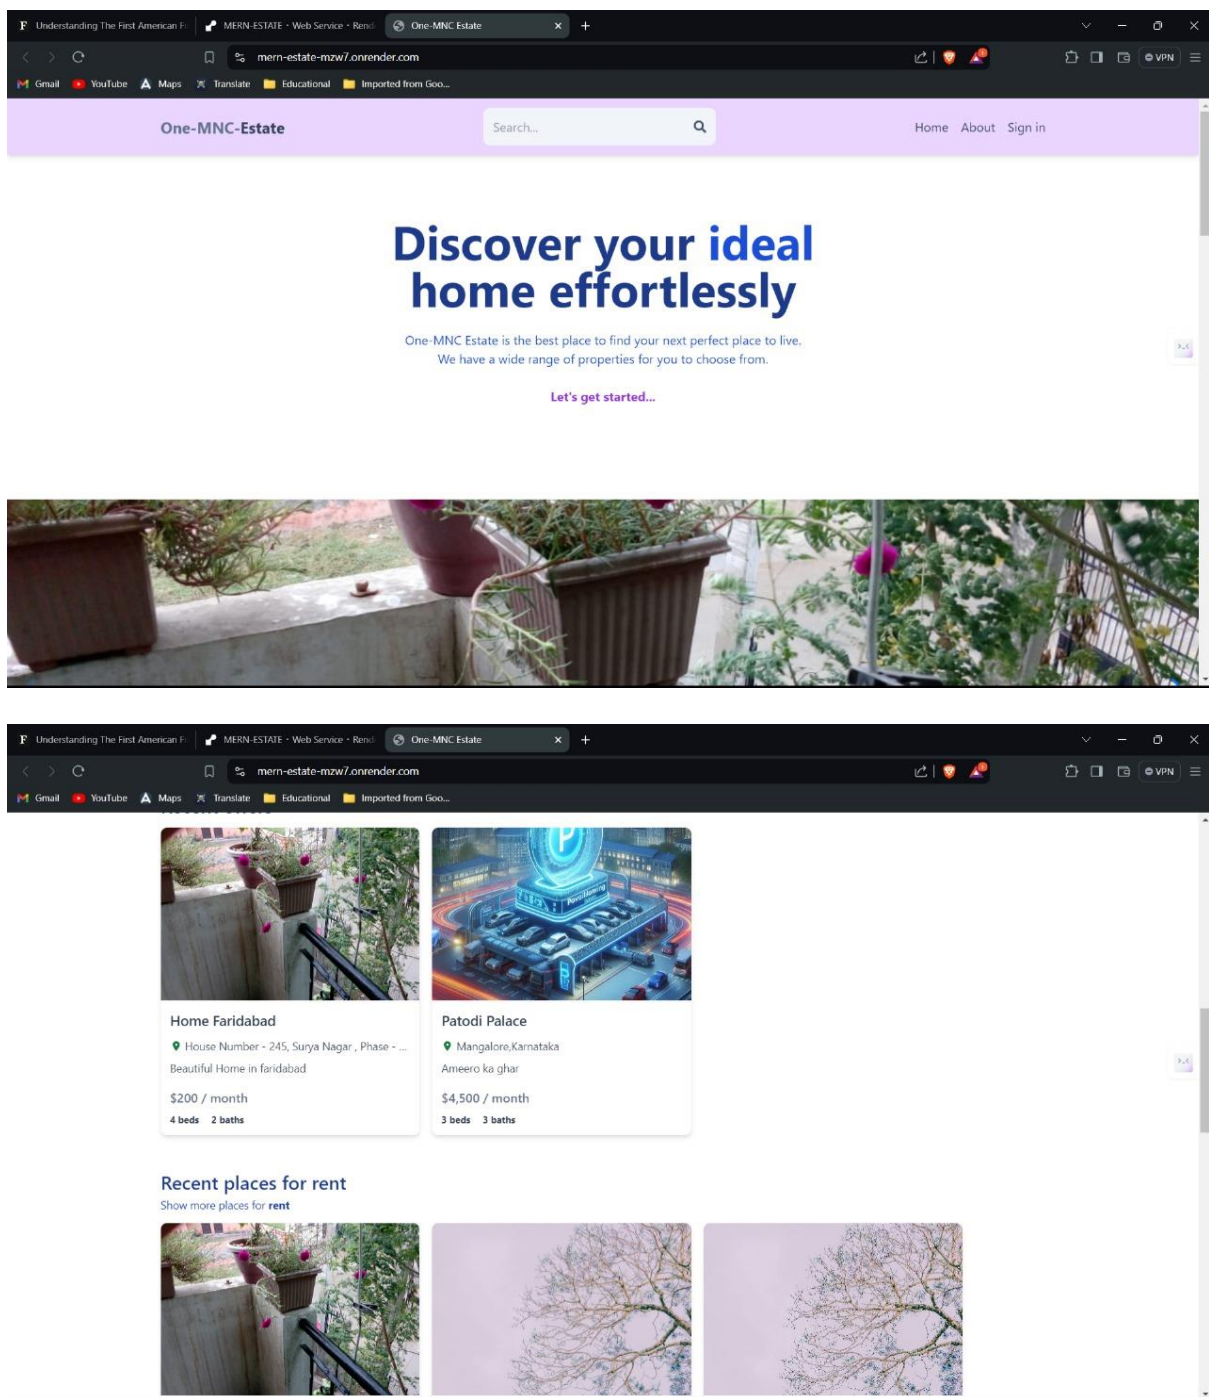 Understanding The First American Fi
MERN-ESTATE · Web Service · Rend
One-MNC Estate
mern-estate-mzw7.onrender.com
VPN
Gmail YouTube Maps Translate Educational Imported from Goo...
One-MNC-Estate
Search...
Home About Sign in
Discover your ideal
home effortlessly
One-MNC Estate is the best place to find your next perfect place to live.
We have a wide range of properties for you to choose from.
Let's get started...
Understanding The First American Fi
MERN-ESTATE · Web Service · Rend
One-MNC Estate
mern-estate-mzw7.onrender.com
VPN
Gmail YouTube Maps Translate Educational Imported from Goo...
Home Faridabad
House Number - 245, Surya Nagar , Phase - ...
Beautiful Home in faridabad
$200 / month
4 beds 2 baths
Patodi Palace
Mangalore,Karnataka
Ameero ka ghar
$4,500 / month
3 beds 3 baths
Recent places for rent
Show more places for rent